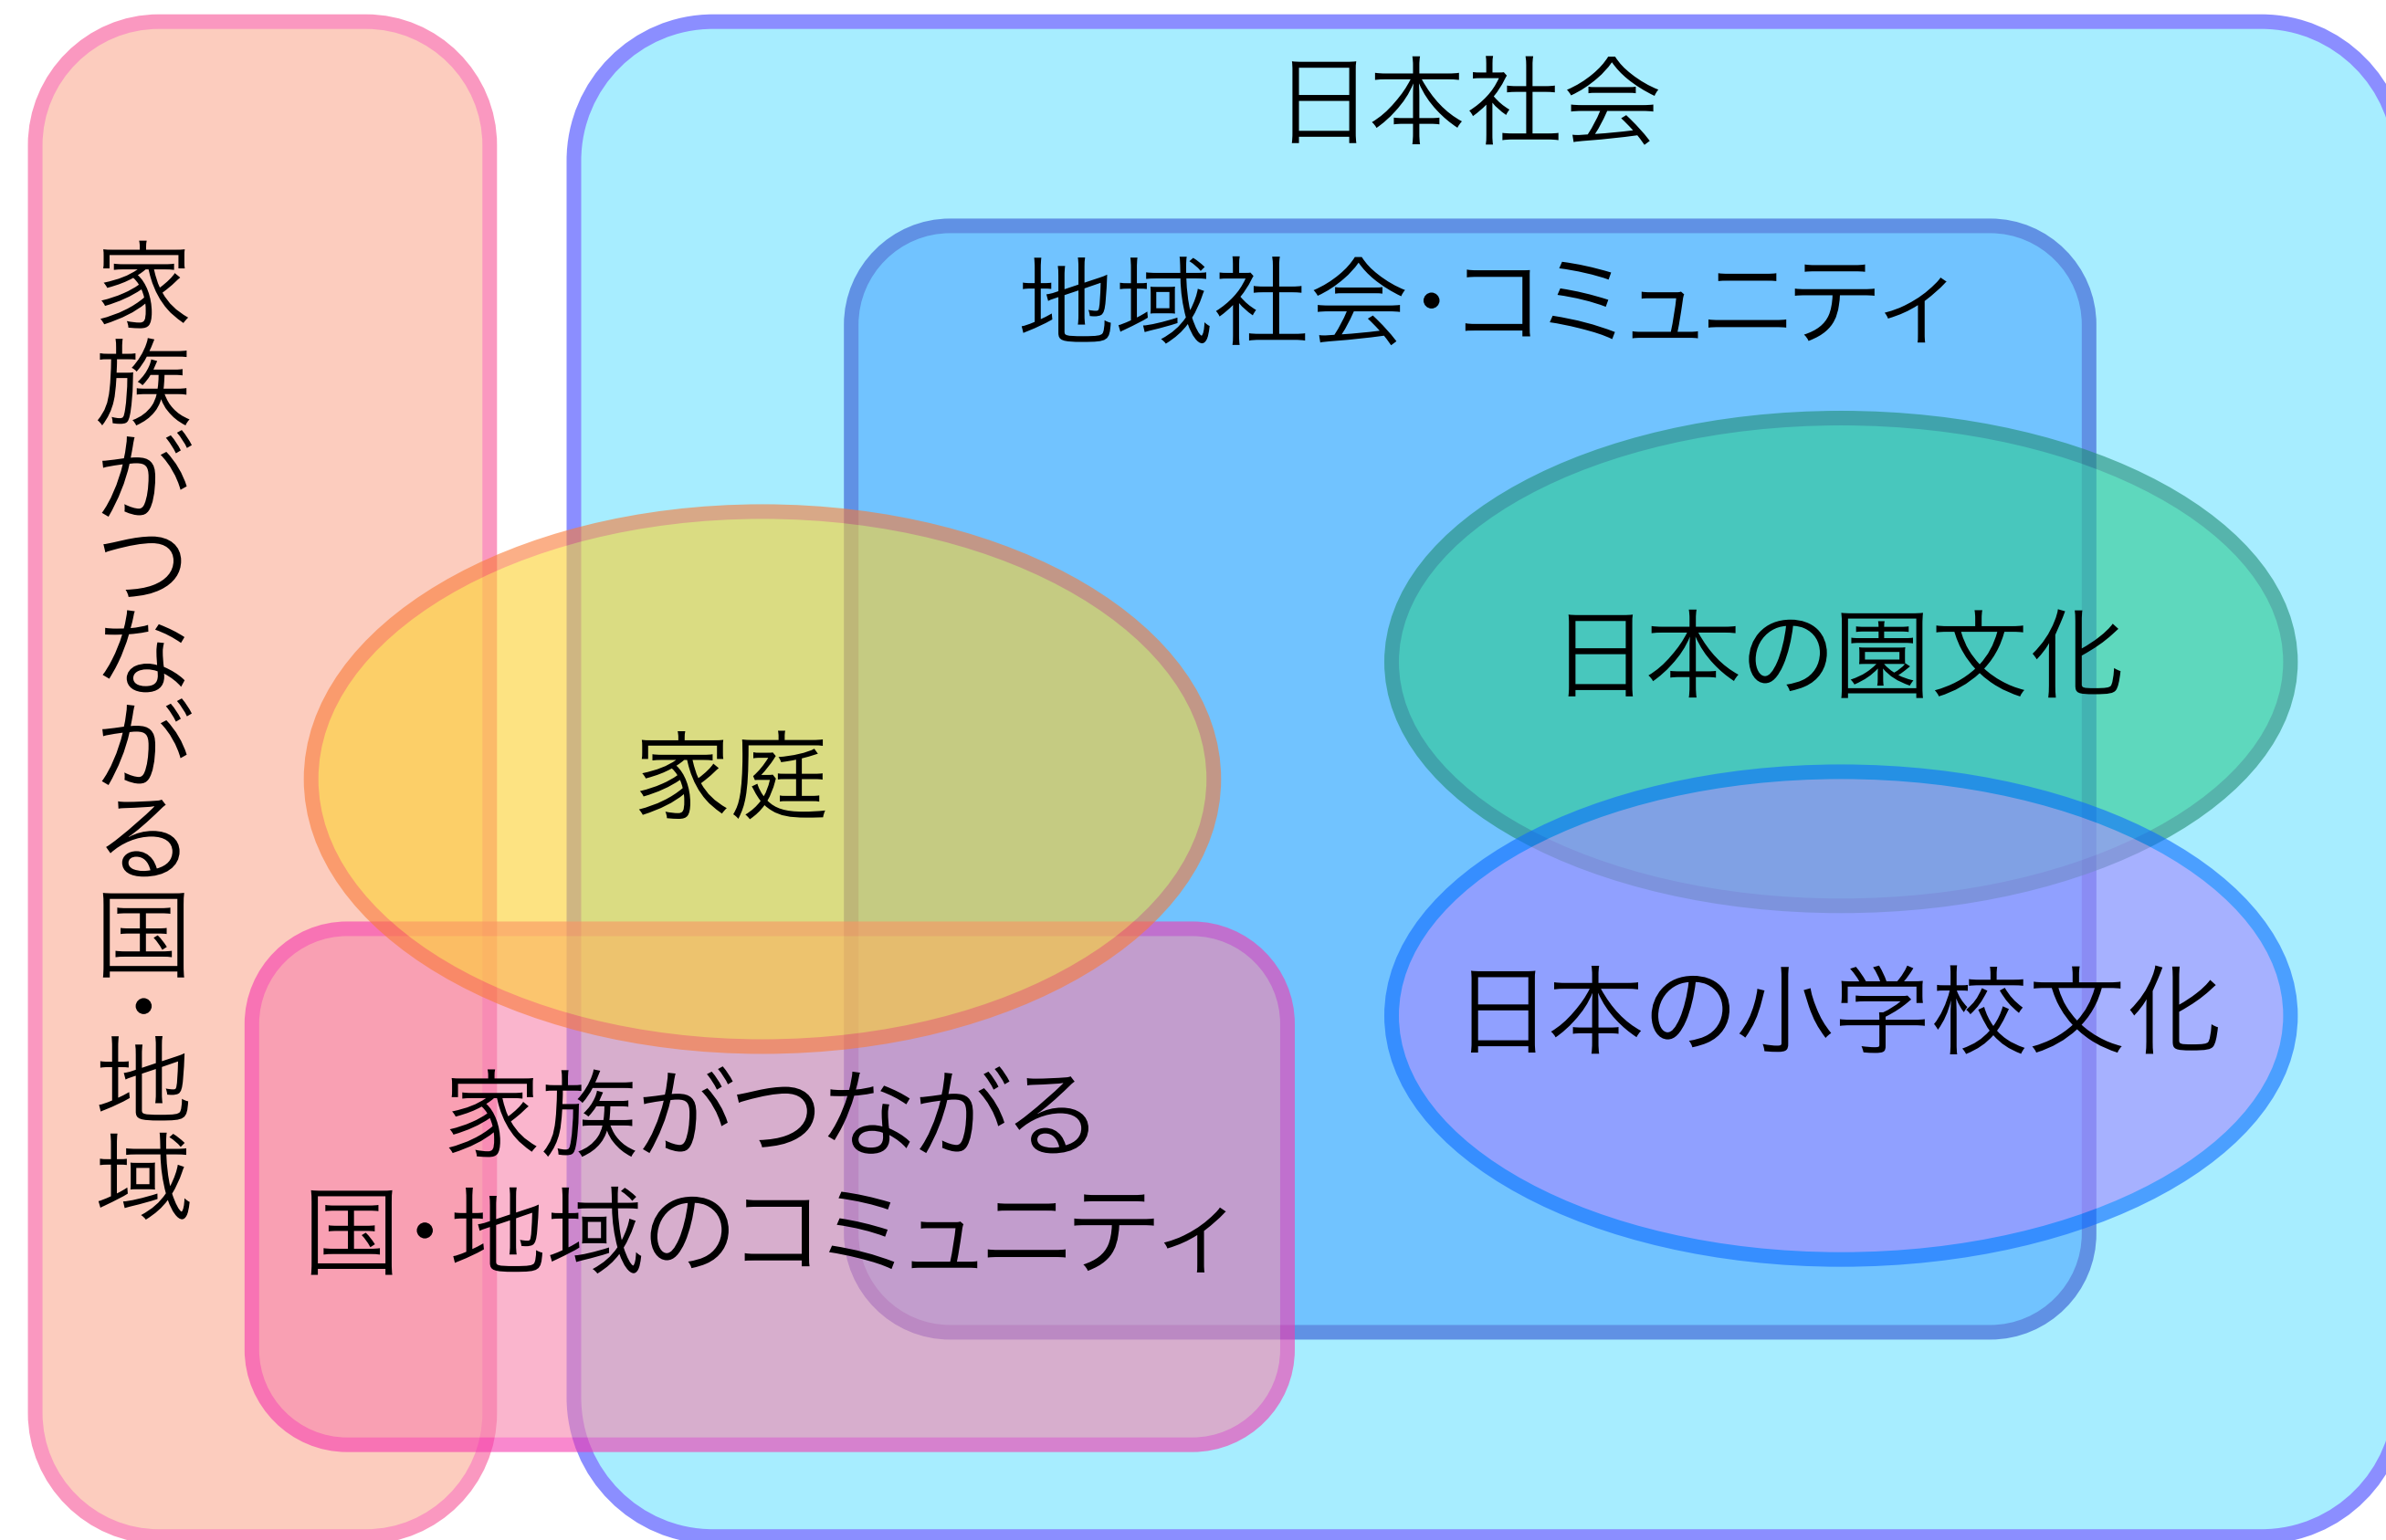 日本社会
地域社会・コミュニティ
家族がつながる国・地域
日本の園文化
家庭
日本の小学校文化
家族がつながる
国・地域のコミュニティ